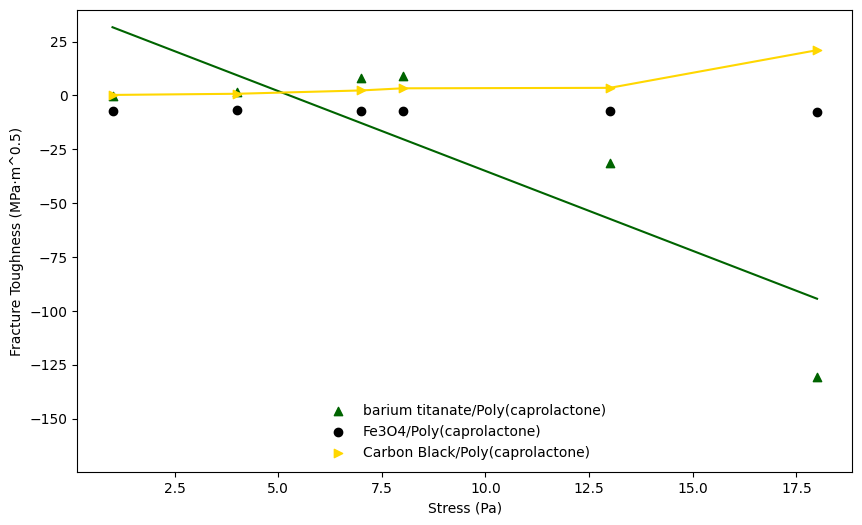 25
0
−25
−50
−75
−100
−125
−150
Fracture Toughness (MPa·m^0.5)
barium titanate/Poly(caprolactone)
Fe3O4/Poly(caprolactone)
Carbon Black/Poly(caprolactone)
2.5 5.0 7.5 10.0 12.5 15.0 17.5
Stress (Pa)